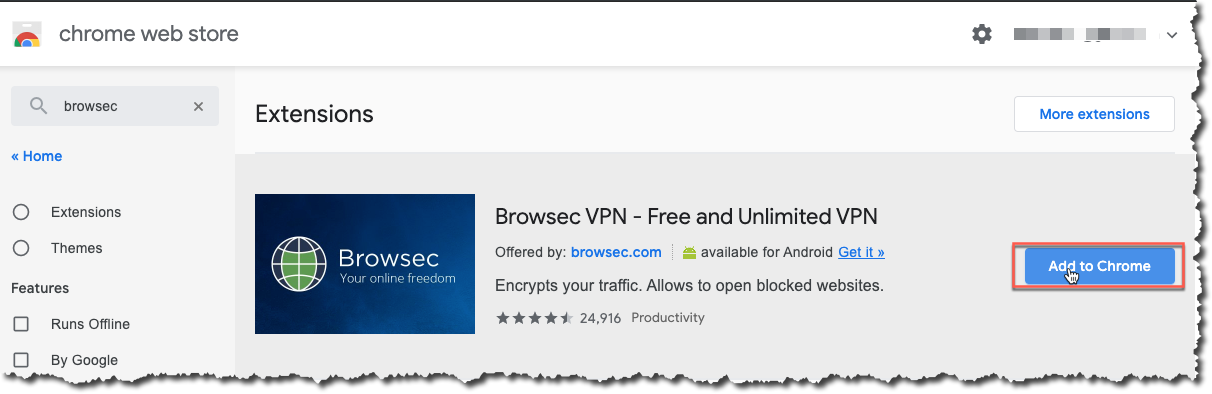 chrome web store
browsec
« Home
Extensions
Themes
Features
Runs Offline
By Google
Extensions
More extensions
Browsec
Your online freedom
Browsec VPN - Free and Unlimited VPN
Offered by: browsec.com available for Android Get it »
Encrypts your traffic. Allows to open blocked websites.
24,916 Productivity
Add to Chrome